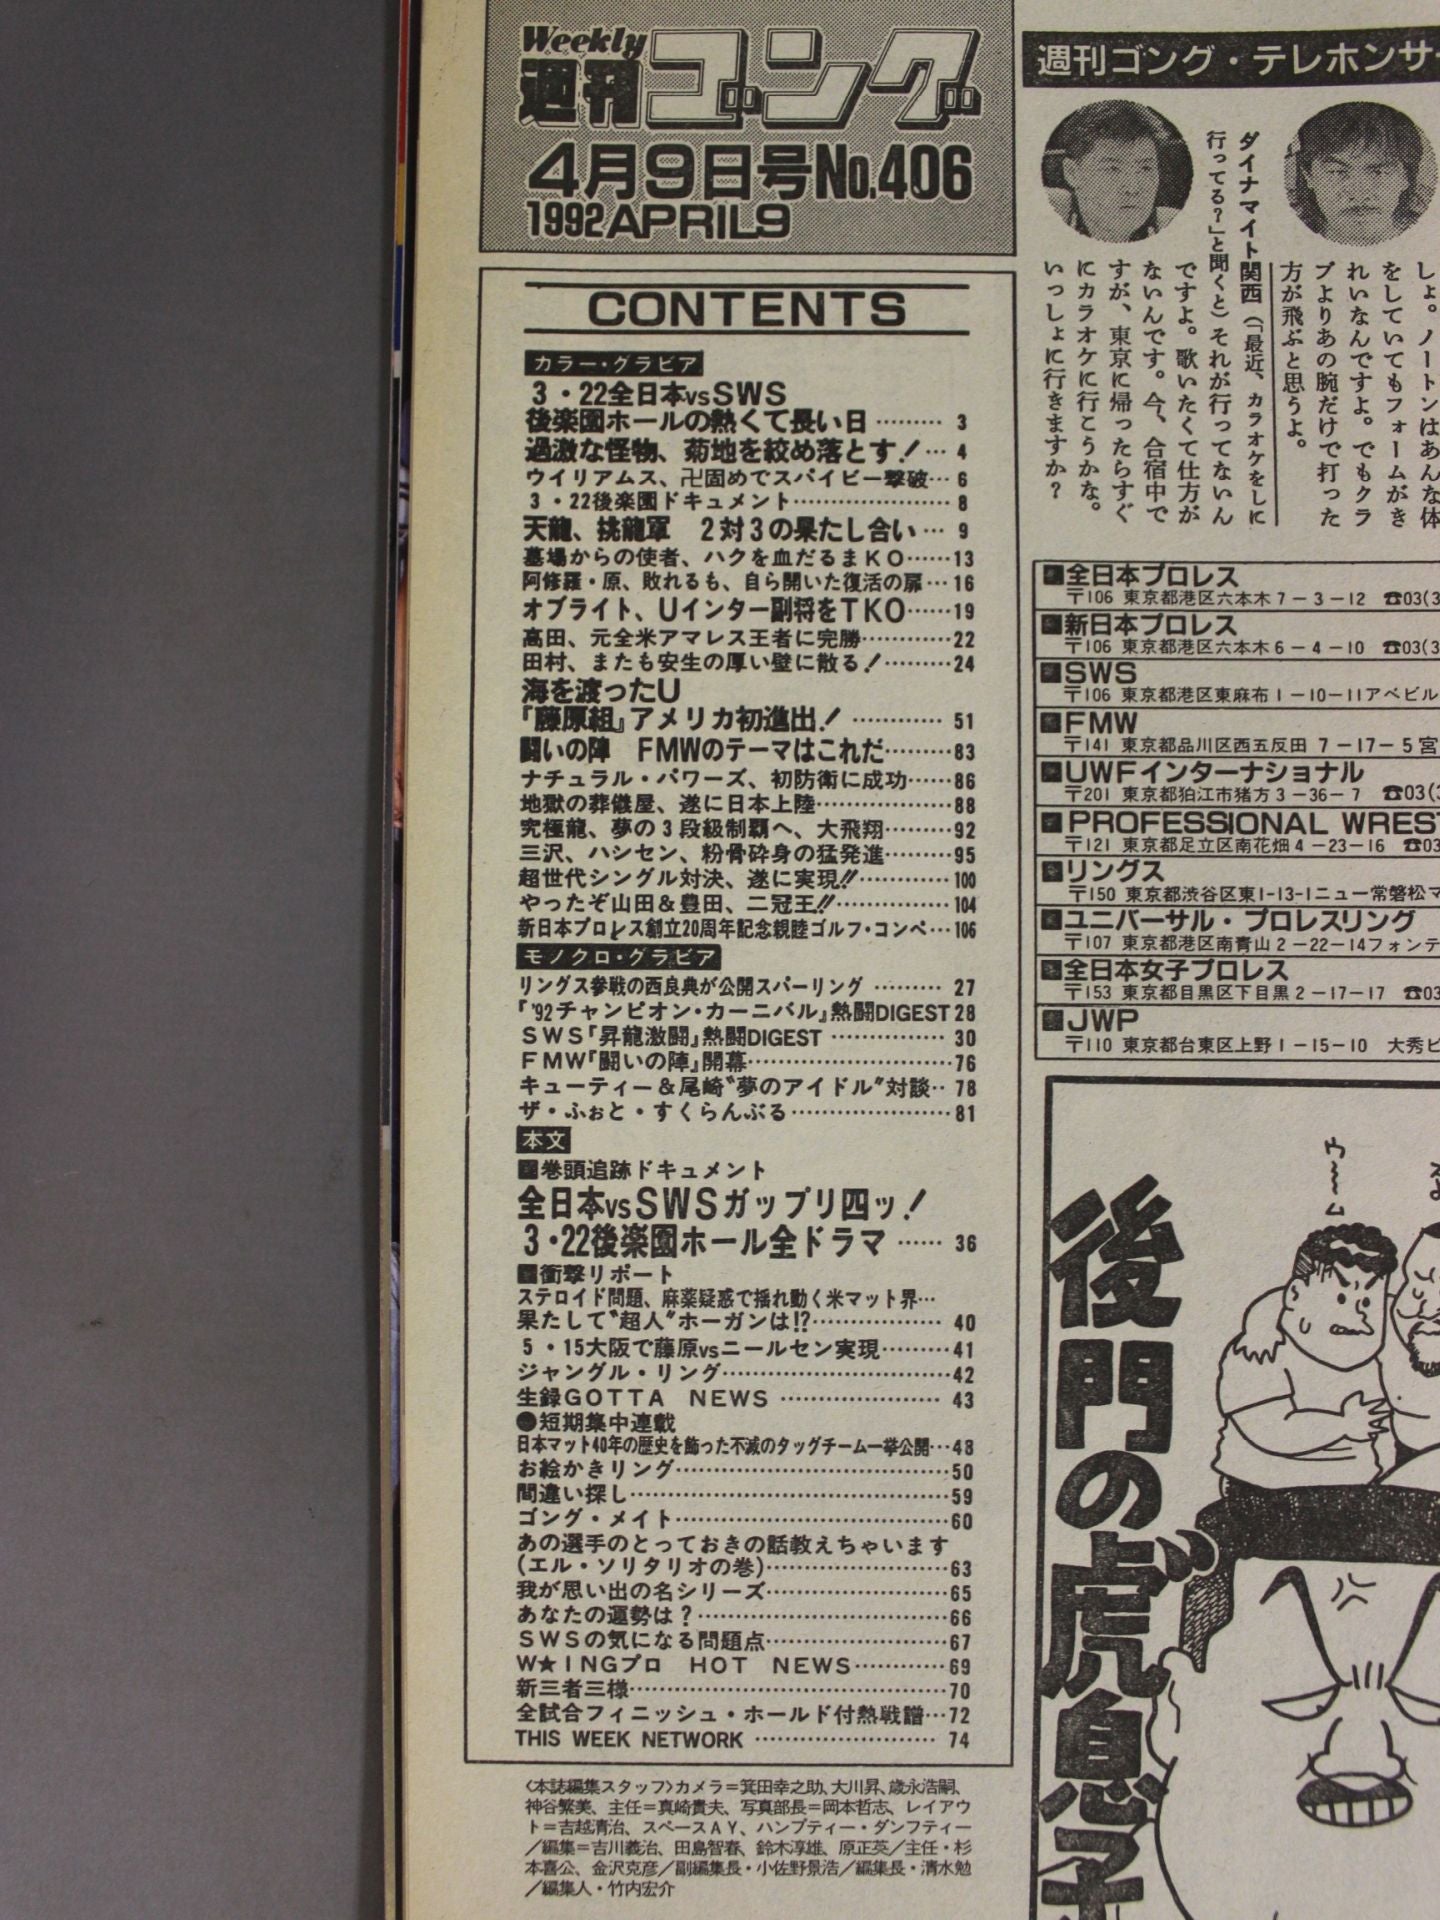 Weekly
週刊ゴング
4月9日号No.406
1992 APRIL 9
CONTENTS
カラー・グラビア
3・22全日本vsSWS
後楽園ホールの熱くて長い日………3
過激な怪物、菊地を絞め落とす!…4
ウイリアムス、卍固めでスパイビー撃破…6
3・22後楽園ドキュメント…………………8
天龍、挑龍軍 2対3の果たし合い…9
墓場からの使者、ハクを血だるまKO……13
阿修羅・原、敗れるも、自ら開いた復活の扉…16
オブライト、Uインター副将をTKO……19
高田、元全米アマレス王者に完勝…………22
田村、またも安生の厚い壁に散る!………24
海を渡ったU
『藤原組』アメリカ初進出!…………51
闘いの陣 FMWのテーマはこれだ………83
ナチュラル・パワーズ、初防衛に成功……86
地獄の葬儀屋、遂に日本上陸………………88
究極龍、夢の3段級制覇へ、大飛翔………92
三沢、ハンセン、粉骨砕身の猛発進………95
超世代シングル対決、遂に実現!!…………100
やったぞ山田&豊田、二冠王!!……………104
新日本プロレス創立20周年記念親睦ゴルフ・コンペ…106
モノクロ・グラビア
リングス参戦の西良典が公開スパーリング………27
『'92チャンピオン・カーニバル』熱闘DIGEST 28
SWS『昇龍激闘』熱闘DIGEST……………30
FMW『闘いの陣』開幕………………………76
キューティー&尾崎〝夢のアイドル〟対談‥78
ザ・ふぉと・すくらんぶる…………………81
本文
■巻頭追跡ドキュメント
全日本vsSWSガップリ四ッ!
3・22後楽園ホール全ドラマ……36
■衝撃リポート
ステロイド問題、麻薬疑惑で揺れ動く米マット界…
果たして〝超人〟ホーガンは!?………………40
5・15大阪で藤原vsニールセン実現………41
ジャングル・リング…………………………42
生録GOTTA NEWS…………………43
●短期集中連載
日本マット40年の歴史を飾った不滅のタッグチーム一挙公開…48
お絵かきリング………………………………50
間違い探し……………………………………59
ゴング・メイト………………………………60
あの選手のとっておきの話教えちゃいます
(エル・ソリタリオの巻)……………………63
我が思い出の名シリーズ……………………65
あなたの運勢は?……………………………66
SWSの気になる問題点……………………67
W★INGプロ HOT NEWS…………69
新三者三様……………………………………70
全試合フィニッシュ・ホールド付熱戦譜…72
THIS WEEK NETWORK……………………74
〈本誌編集スタッフ〉カメラ=箕田幸之助、大川昇、歳永浩嗣、
神谷繁美、主任=真崎貴夫、写真部長=岡本哲志、レイアウ
ト=吉越清治、スペースAY、ハンプティー・ダンプティー
/編集=吉川義治、田島智春、鈴木淳雄、原正英/主任・杉
本喜公、金沢克彦/副編集長・小佐野景浩/編集長・清水勉
/編集人・竹内宏介
週刊ゴング・テレホンサー
しょ。ノートンはあんな体
をしていてもフォームがき
れいなんですよ。でもクラ
ブよりあの腕だけで打った
方が飛ぶと思うよ。
ダイナマイト関西(「最近、カラオケをしに
行ってる?」と聞くと)それが行ってないん
ですよ。歌いたくて仕方が
ないんです。今、合宿中で
すが、東京に帰ったらすぐ
にカラオケに行こうかな。
いっしょに行きますか?
■全日本プロレス
〒106 東京都港区六本木7-3-12 ☎03(3
■新日本プロレス
〒106 東京都港区六本木6-4-10 ☎03(3
■SWS
〒106 東京都港区東麻布1-10-11アベビル
■FMW
〒141 東京都品川区西五反田7-17-5宮
■UWFインターナショナル
〒201 東京都狛江市猪方3-36-7 ☎03(3
■PROFESSIONAL WREST
〒121 東京都足立区南花畑4-23-16 ☎03
■リングス
〒150 東京都渋谷区東1-13-1ニュー常磐松マ
■ユニバーサル・プロレスリング
〒107 東京都港区南青山2-22-14フォンテ
■全日本女子プロレス
〒153 東京都目黒区下目黒2-17-17 ☎03
■JWP
〒110 東京都台東区上野1-15-10 大秀ビ
ウ〜〜ム
後門の虎息子